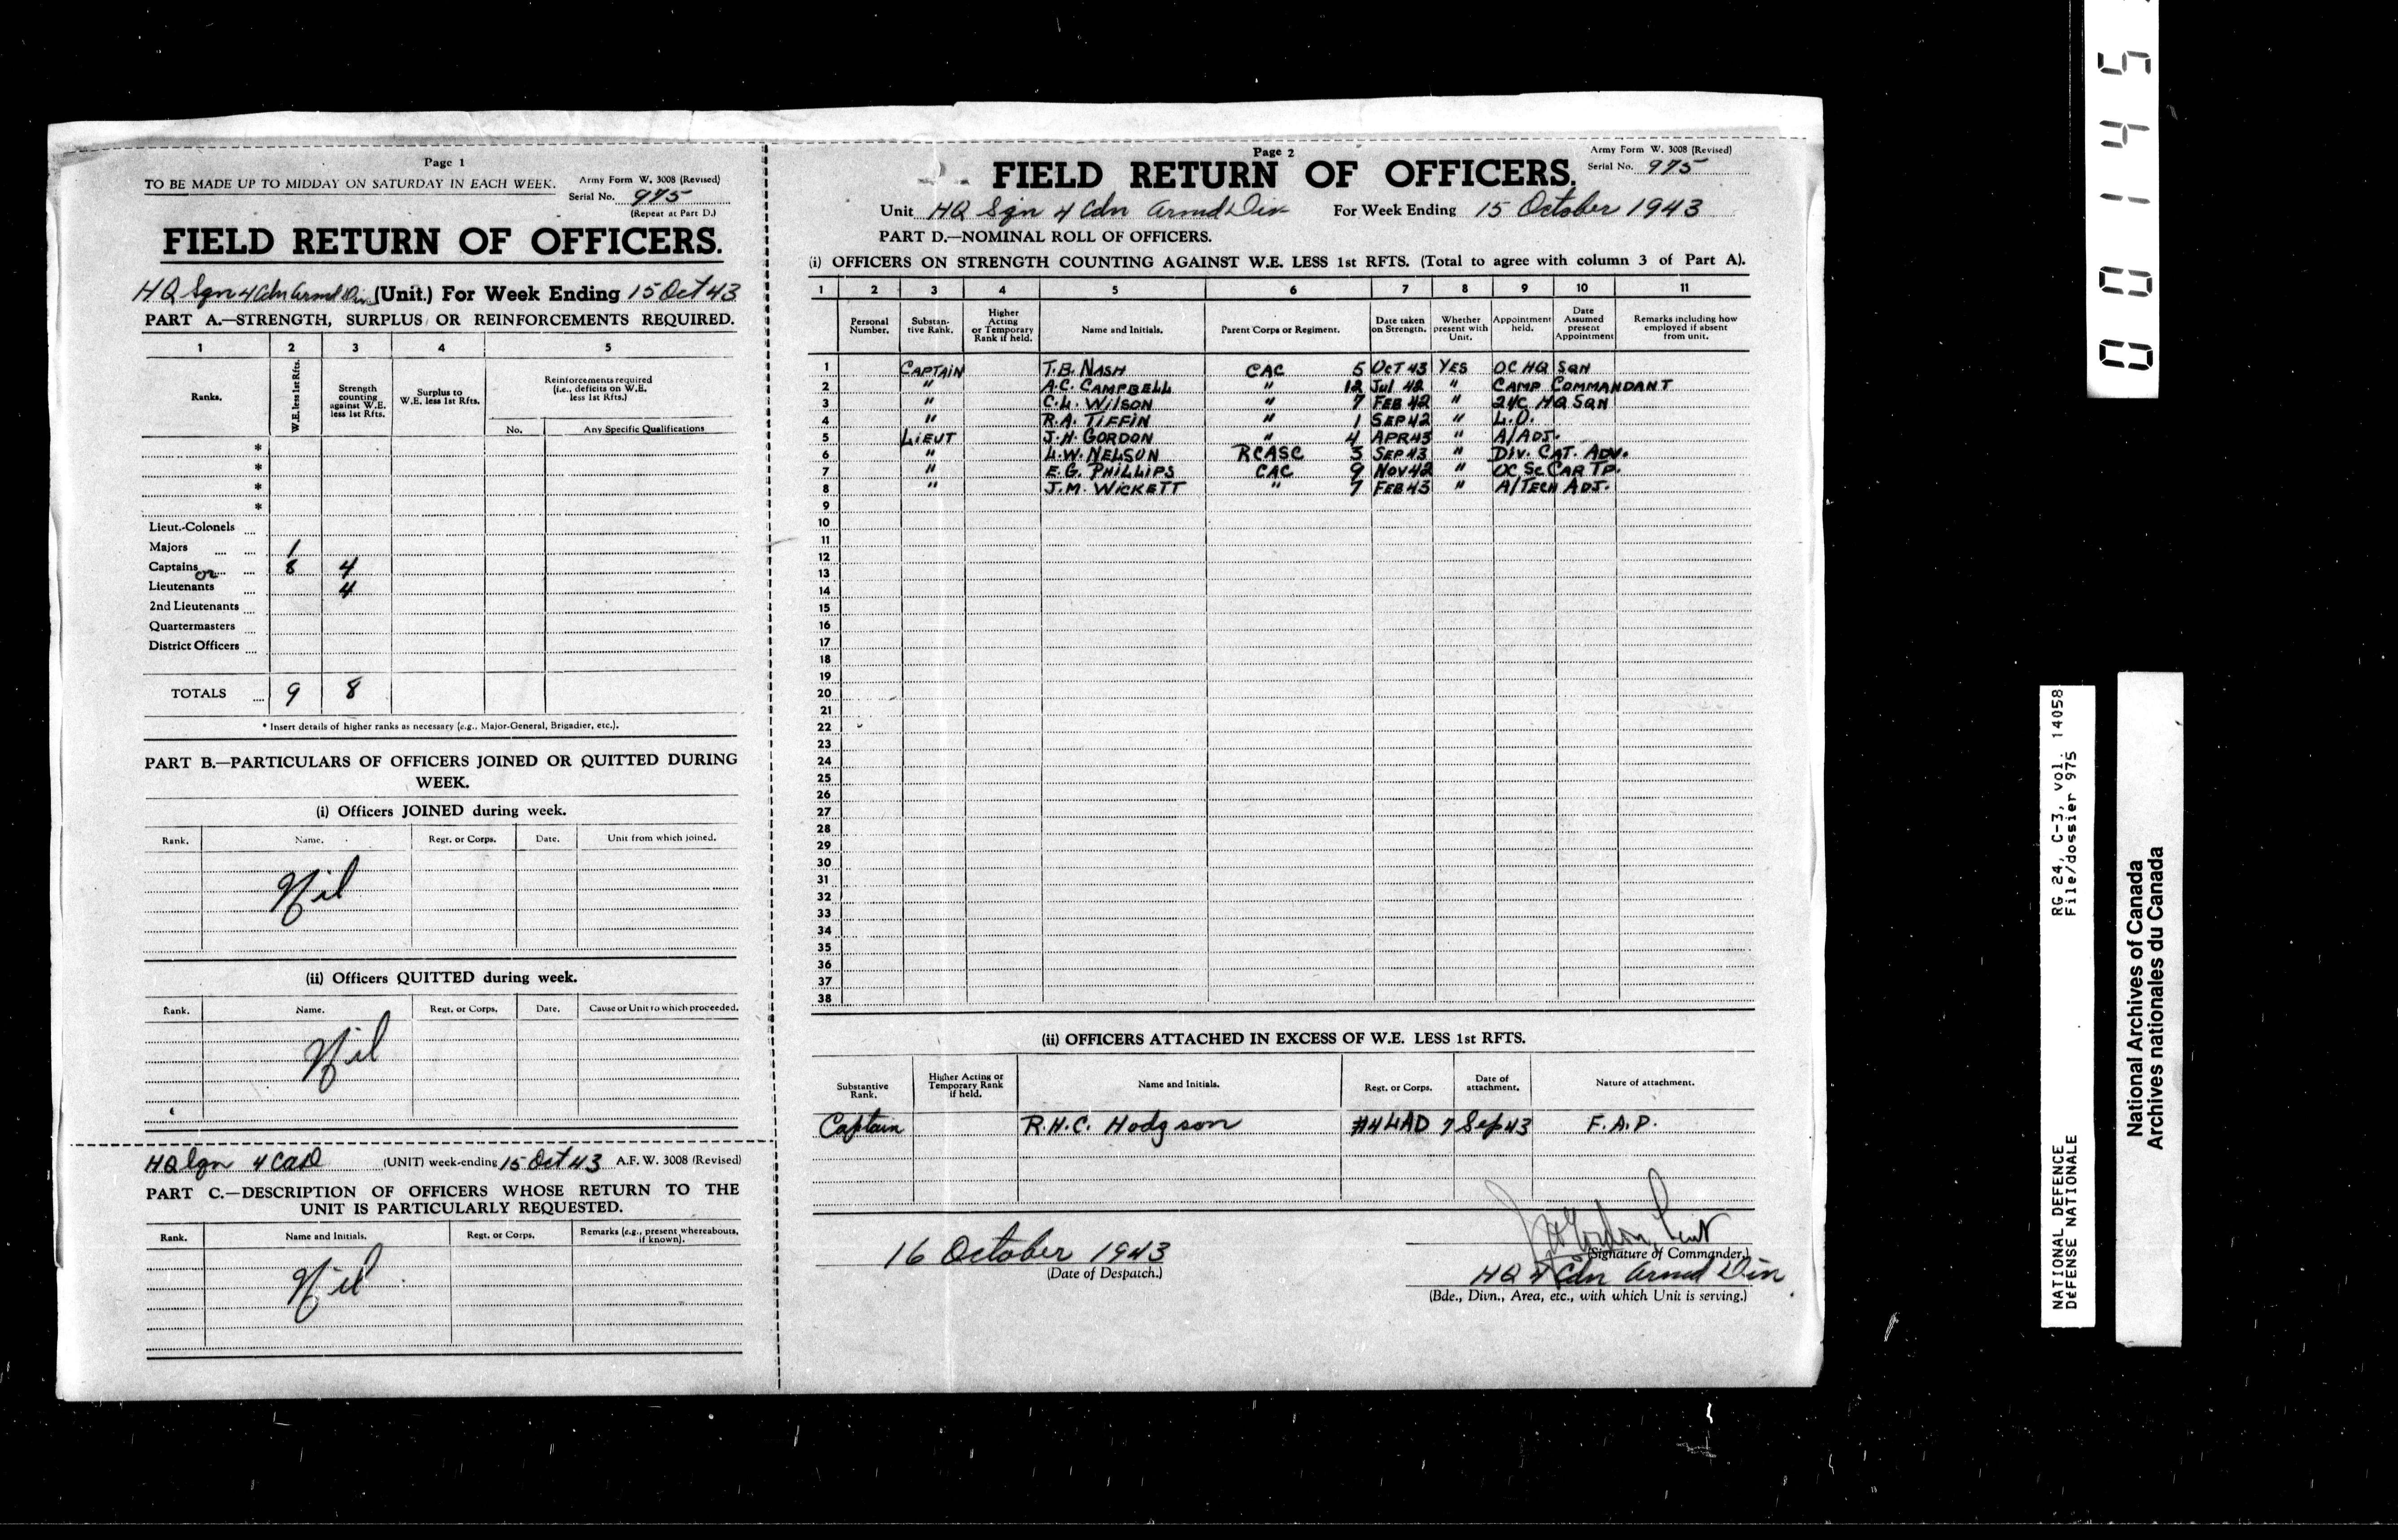 Page 1
TO BE MADE UP TO MIDDAY ON SATURDAY IN EACH WEEK.
Army Form W. 3008 (Revised)
Serial No. 975
(Repeat at Part D.)
FIELD RETURN OF OFFICERS.
HQ Sqn 4 Cdn Armd Div (Unit.) For Week Ending 15 Oct 43
PART A.—STRENGTH, SURPLUS OR REINFORCEMENTS REQUIRED.
1 2 3 4 5
Ranks. W.E. less 1st Rfts. Strength counting against W.E. less 1st Rfts. Surplus to W.E. less 1st Rfts. Reinforcements required (i.e., deficits on W.E. less 1st Rfts.)
No. Any Specific Qualifications
*
*
*
*
Lieut.-Colonels ....
Majors .... .... 1
Captains or .... 8 4
Lieutenants .... 4
2nd Lieutenants ....
Quartermasters ....
District Officers ....
TOTALS .... 9 8
* Insert details of higher ranks as necessary (e.g., Major-General, Brigadier, etc.).
PART B.—PARTICULARS OF OFFICERS JOINED OR QUITTED DURING
WEEK.
(i) Officers JOINED during week.
Rank. Name. Regt. or Corps. Date. Unit from which joined.
Nil
(ii) Officers QUITTED during week.
Rank. Name. Regt. or Corps. Date. Cause or Unit to which proceeded.
Nil
HQ Sqn 4 CAD (UNIT) week-ending 15 Oct 43 A.F. W. 3008 (Revised)
PART C.—DESCRIPTION OF OFFICERS WHOSE RETURN TO THE
UNIT IS PARTICULARLY REQUESTED.
Rank. Name and Initials. Regt. or Corps. Remarks (e.g., present whereabouts, if known).
Nil
Page 2
Army Form W. 3008 (Revised)
FIELD RETURN OF OFFICERS.
Serial No. 975
Unit HQ Sqn 4 Cdn Armd Div For Week Ending 15 October 1943
PART D.—NOMINAL ROLL OF OFFICERS.
(i) OFFICERS ON STRENGTH COUNTING AGAINST W.E. LESS 1st RFTS. (Total to agree with column 3 of Part A).
1 2 3 4 5 6 7 8 9 10 11
Personal Number. Substantive Rank. Higher Acting or Temporary Rank if held. Name and Initials. Parent Corps or Regiment. Date taken on Strength. Whether present with Unit. Appointment held. Date Assumed present Appointment Remarks including how employed if absent from unit.
1 CAPTAIN T.B. NASH CAC 5 OCT 43 YES OC HQ SQN
2 " A.C. CAMPBELL " 12 Jul 42 " CAMP COMMANDANT
3 " C.L. WILSON " 7 FEB 42 " 2 I/C HQ SQN
4 " R.A. TIFFIN " 1 SEP 42 " L.O.
5 LIEUT J.H. GORDON " 4 APR 43 " A/ADJ.
6 " L.W. NELSON RCASC 3 SEP 43 " DIV. CAT. ADV.
7 " E.G. PHILLIPS CAC 9 NOV 42 " OC SC CAR TP.
8 " J.M. WICKETT " 7 FEB 43 " A/TECH ADJ.
9
10
11
12
13
14
15
16
17
18
19
20
21
22
23
24
25
26
27
28
29
30
31
32
33
34
35
36
37
38
(ii) OFFICERS ATTACHED IN EXCESS OF W.E. LESS 1st RFTS.
Substantive Rank. Higher Acting or Temporary Rank if held. Name and Initials. Regt. or Corps. Date of attachment. Nature of attachment.
Captain R.H.C. Hodgson #4 LAD 7 Sep 43 F.A.P.
16 October 1943
(Date of Despatch.)
J H Gordon, Lieut
(Signature of Commander.)
HQ 4 Cdn Armd Div
(Bde., Divn., Area, etc., with which Unit is serving.)
00145
NATIONAL DEFENCE RG 24, C-3, vol. 14058
DÉFENSE NATIONALE File/dossier 975
National Archives of Canada
Archives nationales du Canada